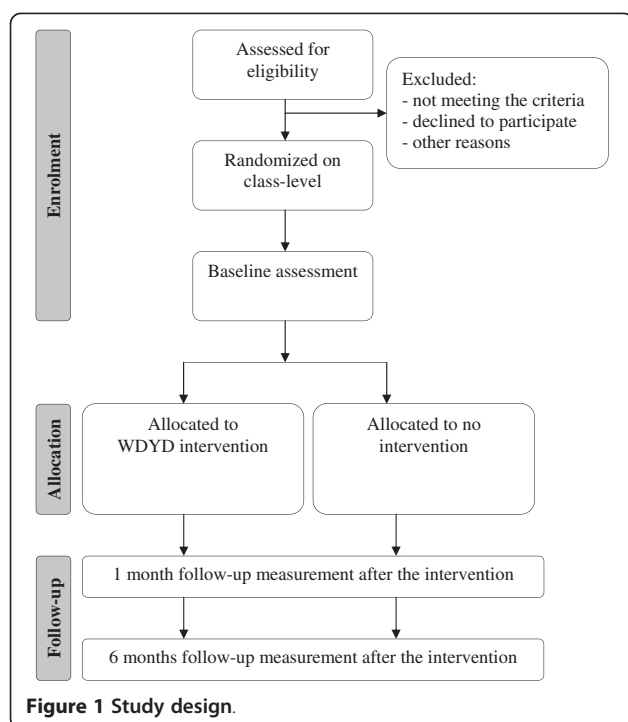 Enrolment
Assessed for
eligibility
Excluded:
- not meeting the criteria
- declined to participate
- other reasons
Randomized on
class-level
Baseline assessment
Allocation
Allocated to
WDYD intervention
Allocated to no
intervention
Follow-up
1 month follow-up measurement after the intervention
6 months follow-up measurement after the intervention
Figure 1 Study design.